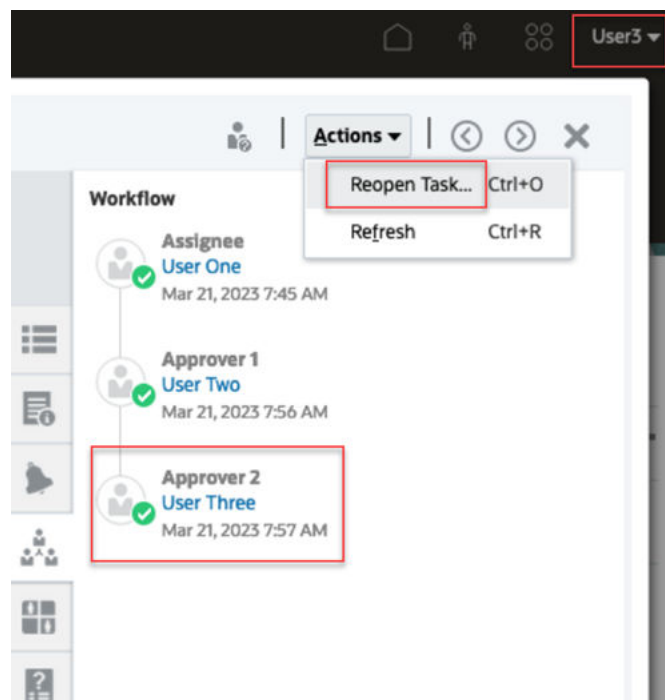 User3
Actions
Reopen Task... Ctrl+O
Refresh Ctrl+R
Workflow
Assignee
User One
Mar 21, 2023 7:45 AM
Approver 1
User Two
Mar 21, 2023 7:56 AM
Approver 2
User Three
Mar 21, 2023 7:57 AM